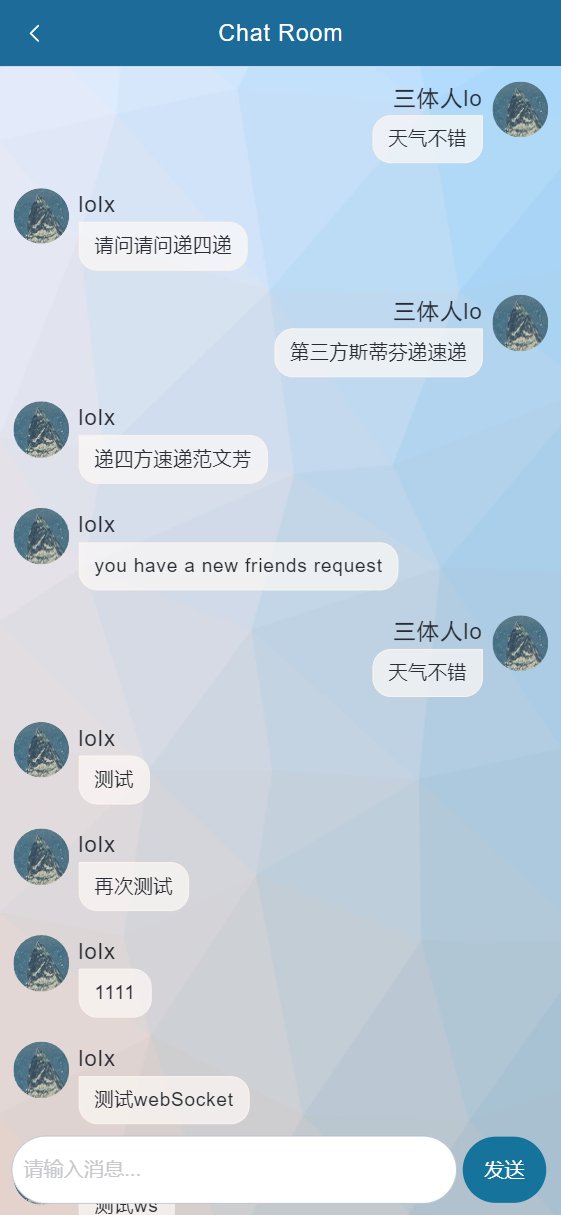 Chat Room
三体人lo
天气不错
lolx
请问请问递四递
三体人lo
第三方斯蒂芬递速递
lolx
递四方速递范文芳
lolx
you have a new friends request
三体人lo
天气不错
lolx
测试
lolx
再次测试
lolx
1111
lolx
测试webSocket
请输入消息...
发送
测试ws